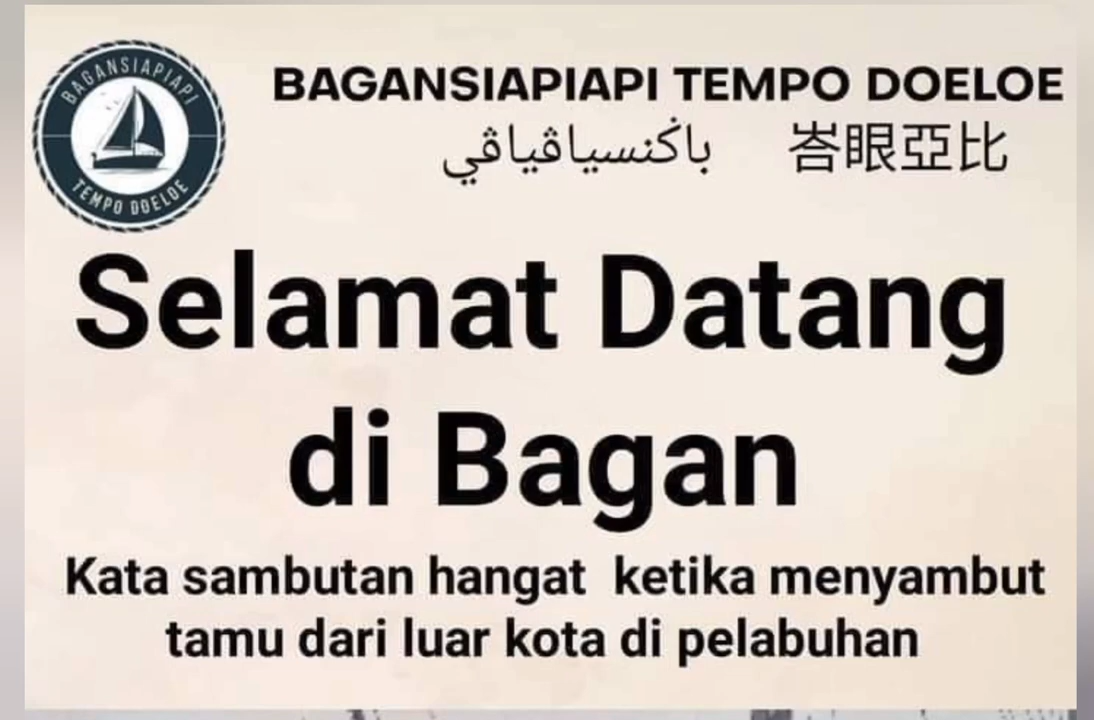 BAGANSIAPIAPI
TEMPO DOELOE
BAGANSIAPIAPI TEMPO DOELOE
باڬنسياڤياڤي 峇眼亞比
Selamat Datang
di Bagan
Kata sambutan hangat ketika menyambut
tamu dari luar kota di pelabuhan